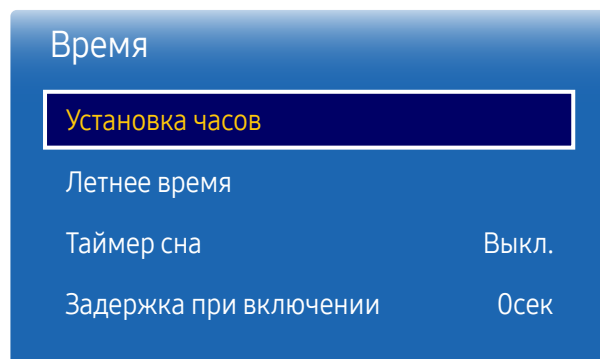 Время
Установка часов
Летнее время
Таймер сна Выкл.
Задержка при включении 0сек